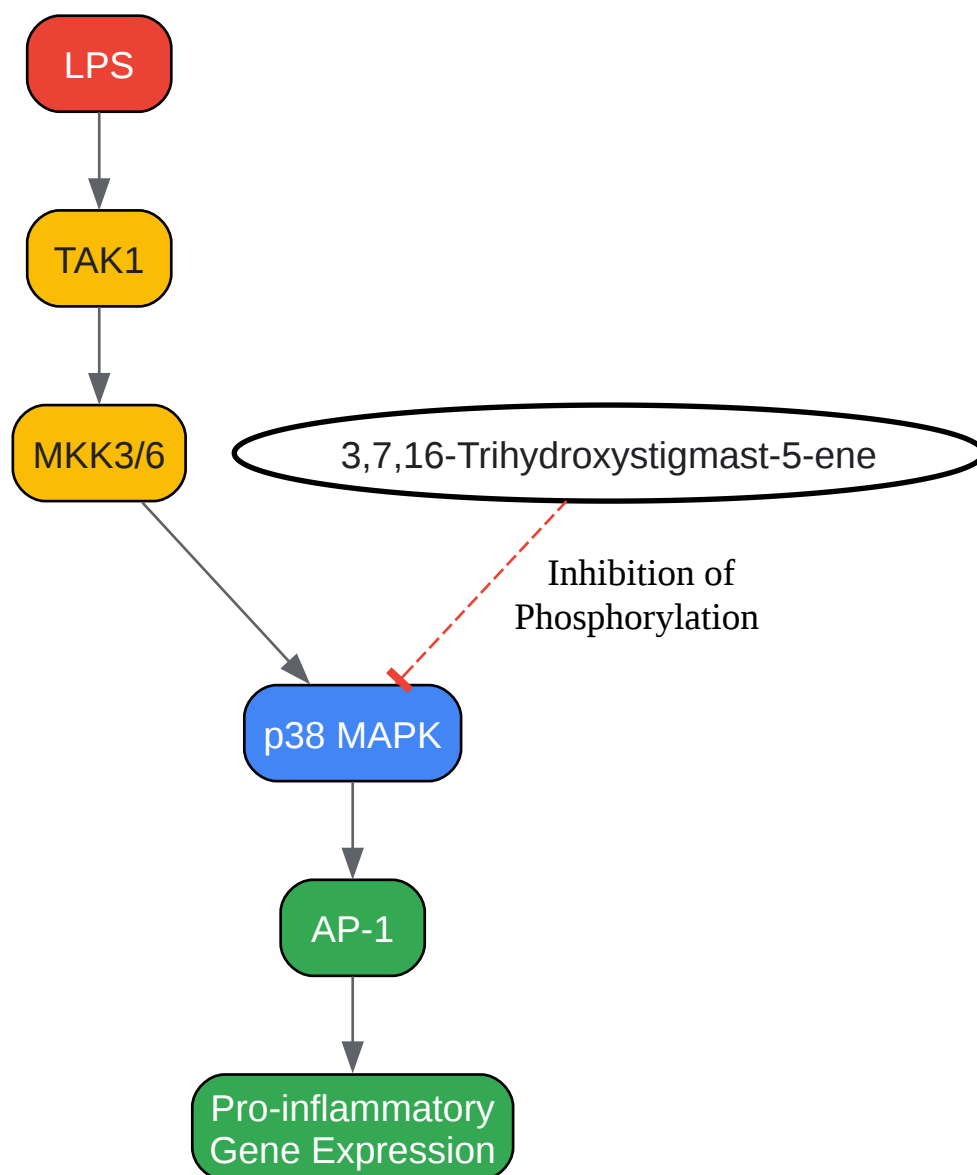 LPS
TAK1
MKK3/6
3,7,16-Trihydroxystigmast-5-ene
Inhibition of
Phosphorylation
p38 MAPK
AP-1
Pro-inflammatory
Gene Expression